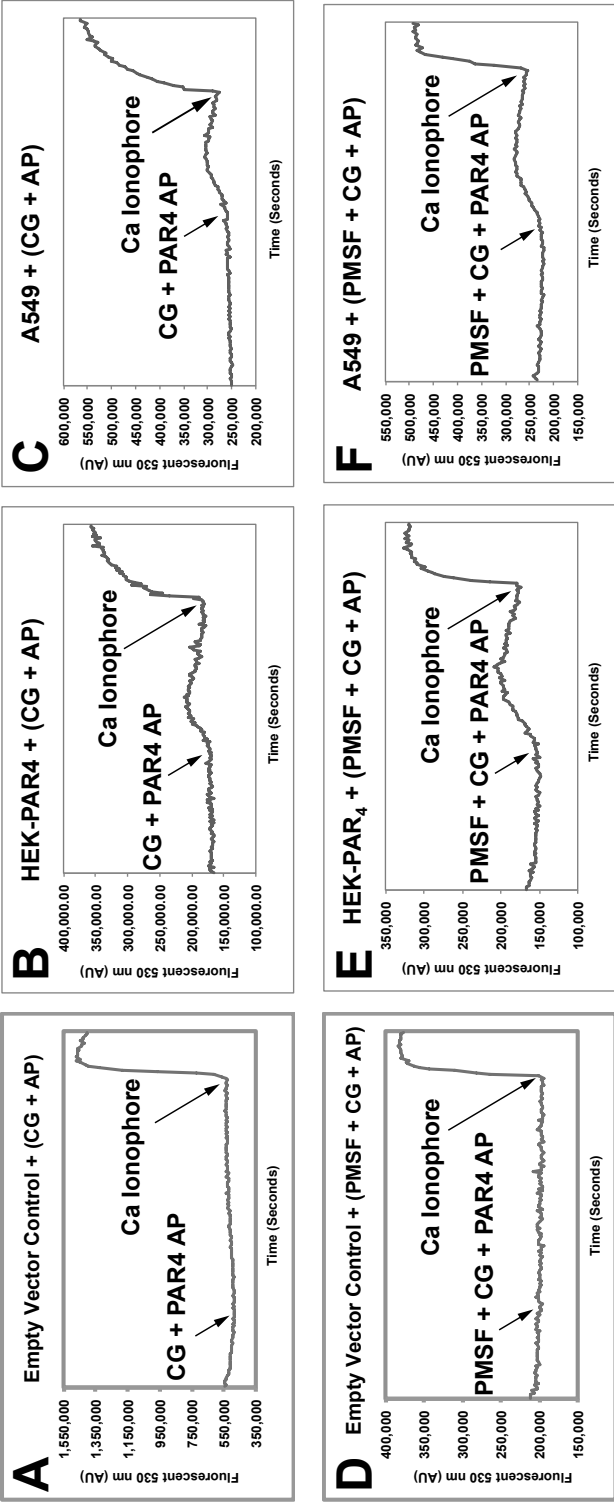 A
Empty Vector Control + (CG + AP)
Fluorescent 530 nm (AU)
1,550,000
1,350,000
1,150,000
950,000
750,000
550,000
350,000
CG + PAR4 AP
Ca Ionophore
Time (Seconds)
B
HEK-PAR4 + (CG + AP)
Fluorescent 530 nm (AU)
400,000.00
350,000.00
300,000.00
250,000.00
200,000.00
150,000.00
100,000.00
CG + PAR4 AP
Ca Ionophore
Time (Seconds)
C
A549 + (CG + AP)
Fluorescent 530 nm (AU)
600,000
550,000
500,000
450,000
400,000
350,000
300,000
250,000
200,000
CG + PAR4 AP
Ca Ionophore
Time (Seconds)
D
Empty Vector Control + (PMSF + CG + AP)
Fluorescent 530 nm (AU)
400,000
350,000
300,000
250,000
200,000
150,000
PMSF + CG + PAR4 AP
Ca Ionophore
Time (Seconds)
E
HEK-PAR₄ + (PMSF + CG + AP)
Fluorescent 530 nm (AU)
350,000
300,000
250,000
200,000
150,000
100,000
PMSF + CG + PAR4 AP
Ca Ionophore
Time (Seconds)
F
A549 + (PMSF + CG + AP)
Fluorescent 530 nm (AU)
550,000
500,000
450,000
400,000
350,000
300,000
250,000
200,000
150,000
PMSF + CG + PAR4 AP
Ca Ionophore
Time (Seconds)